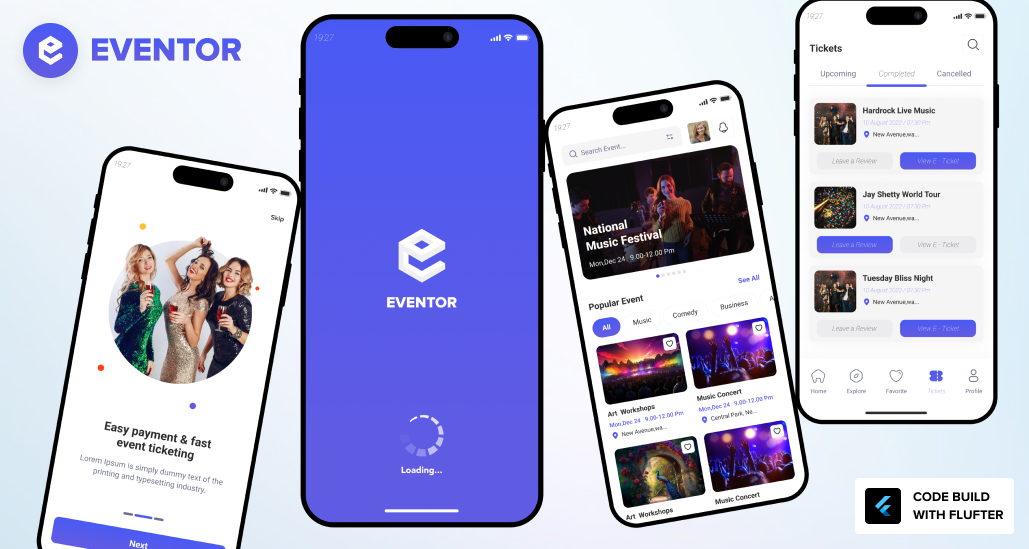 EVENTOR
19:27
Skip
Easy payment & fast
event ticketing
Lorem Ipsum is simply dummy text of the
printing and typesetting industry.
Next
19:27
EVENTOR
Loading...
19:27
Search Event...
National
Music Festival
Mon,Dec 24 9.00-12.00 Pm
See All
Popular Event
All
Music
Comedy
Business
A
Art Workshops
Mon,Dec 24 9.00-12.00 Pm
New Avenue,wa...
Music Concert
Mon,Dec 24 9.00-12.00 Pm
Central Park, Ne...
Art Workshops
Music Concert
19:27
Tickets
Upcoming
Completed
Cancelled
Hardrock Live Music
10 August 2022 / 07:30 Pm
New Avenue,wa...
Leave a Review
View E - Ticket
Jay Shetty World Tour
10 August 2022 / 07:30 Pm
New Avenue,wa...
Leave a Review
View E - Ticket
Tuesday Bliss Night
10 August 2022 / 07:30 Pm
New Avenue,wa...
Leave a Review
View E - Ticket
Home
Explore
Favorite
Tickets
Profile
CODE BUILD
WITH FLUFTER